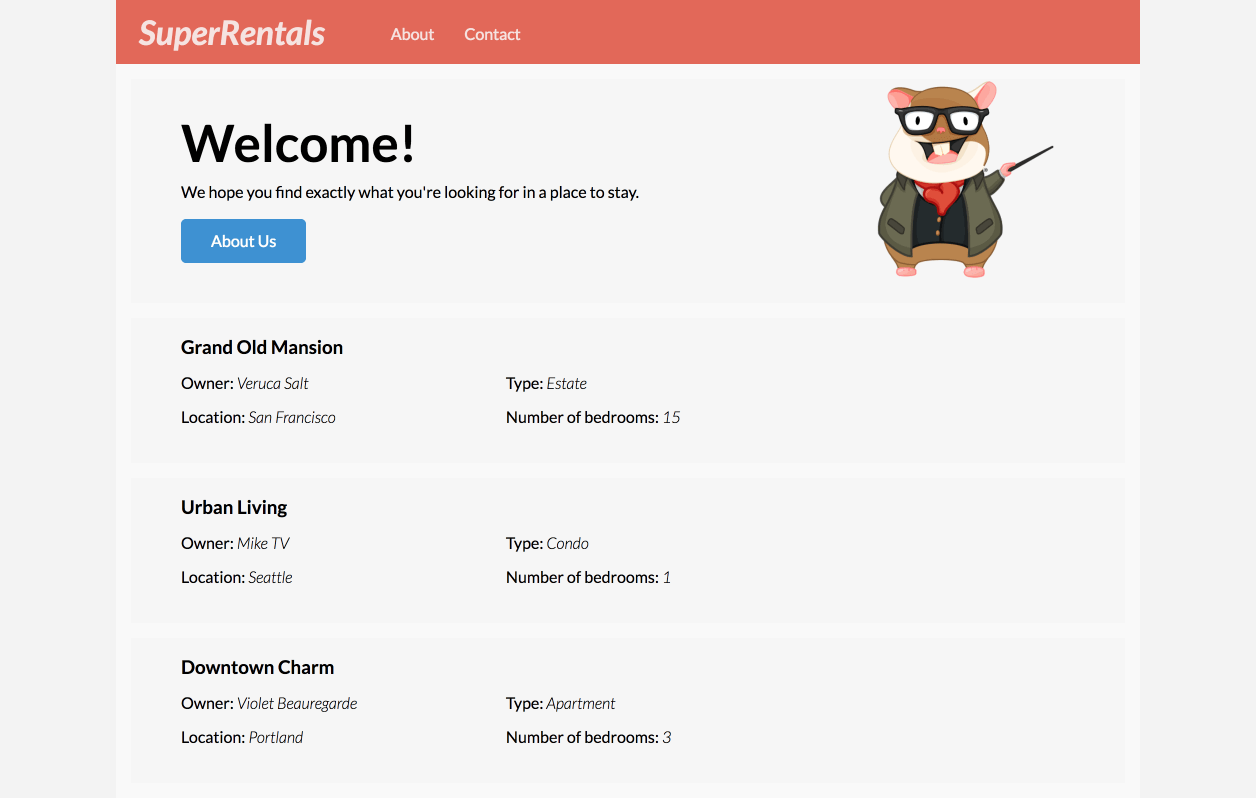 SuperRentals About Contact
Welcome!
We hope you find exactly what you're looking for in a place to stay.
About Us
Grand Old Mansion
Owner: Veruca Salt Type: Estate
Location: San Francisco Number of bedrooms: 15
Urban Living
Owner: Mike TV Type: Condo
Location: Seattle Number of bedrooms: 1
Downtown Charm
Owner: Violet Beauregarde Type: Apartment
Location: Portland Number of bedrooms: 3